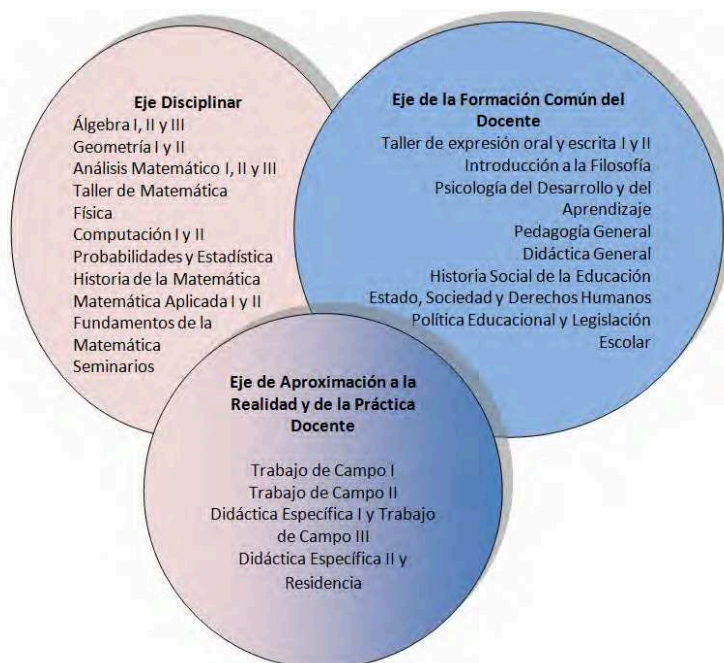 Eje Disciplinar
Álgebra I, II y III
Geometría I y II
Análisis Matemático I, II y III
Taller de Matemática
Física
Computación I y II
Probabilidades y Estadística
Historia de la Matemática
Matemática Aplicada I y II
Fundamentos de la
Matemática
Seminarios
Eje de la Formación Común del
Docente
Taller de expresión oral y escrita I y II
Introducción a la Filosofía
Psicología del Desarrollo y del
Aprendizaje
Pedagogía General
Didáctica General
Historia Social de la Educación
Estado, Sociedad y Derechos Humanos
Política Educacional y Legislación
Escolar
Eje de Aproximación a la
Realidad y de la Práctica
Docente
Trabajo de Campo I
Trabajo de Campo II
Didáctica Específica I y Trabajo
de Campo III
Didáctica Específica II y
Residencia